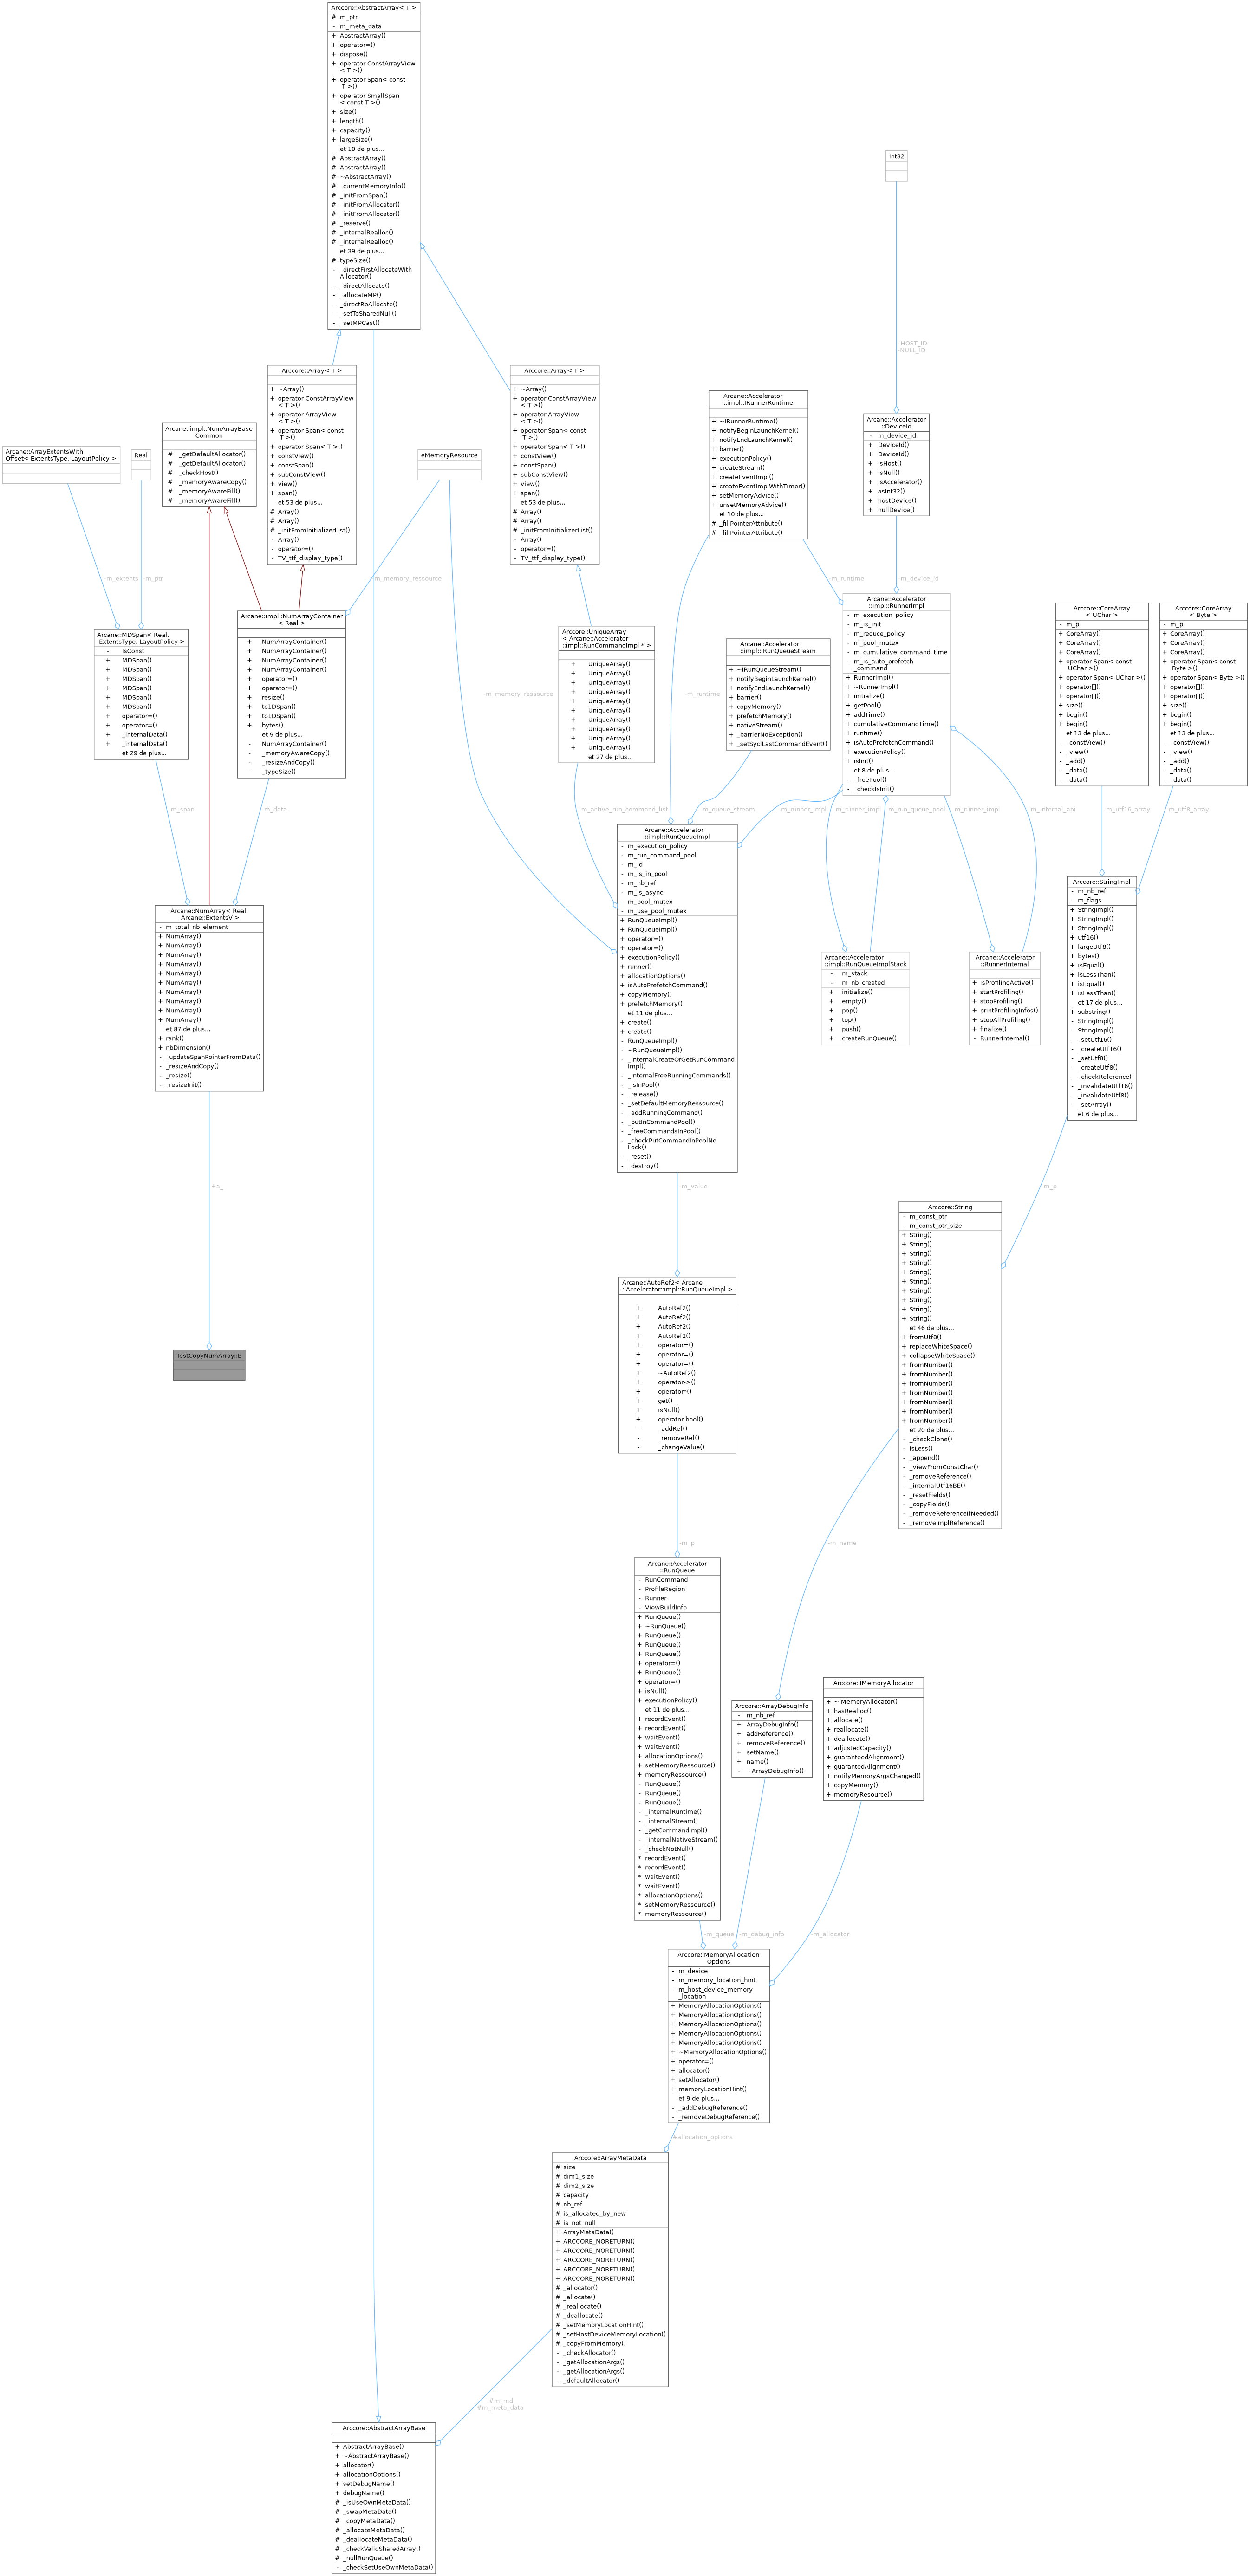 Arccore::AbstractArray< T >
# m_ptr
- m_meta_data
+ AbstractArray()
+ operator=()
+ dispose()
+ operator ConstArrayView
< T >()
+ operator Span< const
T >()
+ operator SmallSpan
< const T >()
+ size()
+ length()
+ capacity()
+ largeSize()
et 10 de plus...
# AbstractArray()
# AbstractArray()
# ~AbstractArray()
# _currentMemoryInfo()
# _initFromSpan()
# _initFromAllocator()
# _initFromAllocator()
# _reserve()
# _internalRealloc()
# _internalRealloc()
et 39 de plus...
# typeSize()
- _directFirstAllocateWith
Allocator()
- _directAllocate()
- _allocateMP()
- _directReAllocate()
- _setToSharedNull()
- _setMPCast()
Int32
-HOST_ID
-NULL_ID
Arccore::Array< T >
+ ~Array()
+ operator ConstArrayView
< T >()
+ operator ArrayView
< T >()
+ operator Span< const
T >()
+ operator Span< T >()
+ constView()
+ constSpan()
+ subConstView()
+ view()
+ span()
et 53 de plus...
# Array()
# Array()
# _initFromInitializerList()
- Array()
- operator=()
- TV_ttf_display_type()
Arccore::Array< T >
+ ~Array()
+ operator ConstArrayView
< T >()
+ operator ArrayView
< T >()
+ operator Span< const
T >()
+ operator Span< T >()
+ constView()
+ constSpan()
+ subConstView()
+ view()
+ span()
et 53 de plus...
# Array()
# Array()
# _initFromInitializerList()
- Array()
- operator=()
- TV_ttf_display_type()
Arcane::Accelerator
::impl::IRunnerRuntime
+ ~IRunnerRuntime()
+ notifyBeginLaunchKernel()
+ notifyEndLaunchKernel()
+ barrier()
+ executionPolicy()
+ createStream()
+ createEventImpl()
+ createEventImplWithTimer()
+ setMemoryAdvice()
+ unsetMemoryAdvice()
et 10 de plus...
# _fillPointerAttribute()
# _fillPointerAttribute()
Arcane::Accelerator
::DeviceId
- m_device_id
+ DeviceId()
+ DeviceId()
+ isHost()
+ isNull()
+ isAccelerator()
+ asInt32()
+ hostDevice()
+ nullDevice()
Arcane::ArrayExtentsWith
Offset< ExtentsType, LayoutPolicy >
Real
Arcane::impl::NumArrayBase
Common
# _getDefaultAllocator()
# _getDefaultAllocator()
# _checkHost()
# _memoryAwareCopy()
# _memoryAwareFill()
# _memoryAwareFill()
eMemoryResource
-m_extents
-m_ptr
-m_memory_ressource
-m_runtime
-m_device_id
Arcane::MDSpan< Real,
ExtentsType, LayoutPolicy >
- IsConst
+ MDSpan()
+ MDSpan()
+ MDSpan()
+ MDSpan()
+ MDSpan()
+ MDSpan()
+ operator=()
+ operator=()
+ _internalData()
+ _internalData()
et 29 de plus...
Arcane::impl::NumArrayContainer
< Real >
+ NumArrayContainer()
+ NumArrayContainer()
+ NumArrayContainer()
+ NumArrayContainer()
+ operator=()
+ operator=()
+ resize()
+ to1DSpan()
+ to1DSpan()
+ bytes()
et 9 de plus...
- NumArrayContainer()
- _memoryAwareCopy()
- _resizeAndCopy()
- _typeSize()
-m_memory_ressource
Arccore::UniqueArray
< Arcane::Accelerator
::impl::RunCommandImpl * >
+ UniqueArray()
+ UniqueArray()
+ UniqueArray()
+ UniqueArray()
+ UniqueArray()
+ UniqueArray()
+ UniqueArray()
+ UniqueArray()
+ UniqueArray()
+ UniqueArray()
et 27 de plus...
-m_runtime
Arcane::Accelerator
::impl::IRunQueueStream
+ ~IRunQueueStream()
+ notifyBeginLaunchKernel()
+ notifyEndLaunchKernel()
+ barrier()
+ copyMemory()
+ prefetchMemory()
+ nativeStream()
+ _barrierNoException()
+ _setSyclLastCommandEvent()
Arcane::Accelerator
::impl::RunnerImpl
- m_execution_policy
- m_is_init
- m_reduce_policy
- m_pool_mutex
- m_cumulative_command_time
- m_is_auto_prefetch
_command
+ RunnerImpl()
+ ~RunnerImpl()
+ initialize()
+ getPool()
+ addTime()
+ cumulativeCommandTime()
+ runtime()
+ isAutoPrefetchCommand()
+ executionPolicy()
+ isInit()
et 8 de plus...
- _freePool()
- _checkIsInit()
Arccore::CoreArray
< UChar >
- m_p
+ CoreArray()
+ CoreArray()
+ CoreArray()
+ operator Span< const
UChar >()
+ operator Span< UChar >()
+ operator[]()
+ operator[]()
+ size()
+ begin()
+ begin()
et 13 de plus...
- _constView()
- _view()
- _add()
- _data()
- _data()
Arccore::CoreArray
< Byte >
- m_p
+ CoreArray()
+ CoreArray()
+ CoreArray()
+ operator Span< const
Byte >()
+ operator Span< Byte >()
+ operator[]()
+ operator[]()
+ size()
+ begin()
+ begin()
et 13 de plus...
- _constView()
- _view()
- _add()
- _data()
- _data()
-m_span
-m_data
-m_active_run_command_list
-m_queue_stream
-m_runner_impl
-m_runner_impl
-m_run_queue_pool
-m_runner_impl
-m_internal_api
-m_utf16_array
-m_utf8_array
Arcane::NumArray< Real,
Arcane::ExtentsV >
- m_total_nb_element
+ NumArray()
+ NumArray()
+ NumArray()
+ NumArray()
+ NumArray()
+ NumArray()
+ NumArray()
+ NumArray()
+ NumArray()
+ NumArray()
et 87 de plus...
+ rank()
+ nbDimension()
- _updateSpanPointerFromData()
- _resizeAndCopy()
- _resize()
- _resizeInit()
Arcane::Accelerator
::impl::RunQueueImpl
- m_execution_policy
- m_run_command_pool
- m_id
- m_is_in_pool
- m_nb_ref
- m_is_async
- m_pool_mutex
- m_use_pool_mutex
+ RunQueueImpl()
+ RunQueueImpl()
+ operator=()
+ operator=()
+ executionPolicy()
+ runner()
+ allocationOptions()
+ isAutoPrefetchCommand()
+ copyMemory()
+ prefetchMemory()
et 11 de plus...
+ create()
+ create()
- RunQueueImpl()
- ~RunQueueImpl()
- _internalCreateOrGetRunCommand
Impl()
- _internalFreeRunningCommands()
- _isInPool()
- _release()
- _setDefaultMemoryRessource()
- _addRunningCommand()
- _putInCommandPool()
- _freeCommandsInPool()
- _checkPutCommandInPoolNo
Lock()
- _reset()
- _destroy()
Arcane::Accelerator
::impl::RunQueueImplStack
- m_stack
- m_nb_created
+ initialize()
+ empty()
+ pop()
+ top()
+ push()
+ createRunQueue()
Arcane::Accelerator
::RunnerInternal
+ isProfilingActive()
+ startProfiling()
+ stopProfiling()
+ printProfilingInfos()
+ stopAllProfiling()
+ finalize()
- RunnerInternal()
Arccore::StringImpl
- m_nb_ref
- m_flags
+ StringImpl()
+ StringImpl()
+ StringImpl()
+ utf16()
+ largeUtf8()
+ bytes()
+ isEqual()
+ isLessThan()
+ isEqual()
+ isLessThan()
et 17 de plus...
+ substring()
- StringImpl()
- StringImpl()
- _setUtf16()
- _createUtf16()
- _setUtf8()
- _createUtf8()
- _checkReference()
- _invalidateUtf16()
- _invalidateUtf8()
- _setArray()
et 6 de plus...
+a_
-m_value
-m_p
Arccore::String
- m_const_ptr
- m_const_ptr_size
+ String()
+ String()
+ String()
+ String()
+ String()
+ String()
+ String()
+ String()
+ String()
+ String()
et 46 de plus...
+ fromUtf8()
+ replaceWhiteSpace()
+ collapseWhiteSpace()
+ fromNumber()
+ fromNumber()
+ fromNumber()
+ fromNumber()
+ fromNumber()
+ fromNumber()
+ fromNumber()
et 20 de plus...
- _checkClone()
- isLess()
- _append()
- _viewFromConstChar()
- _removeReference()
- _internalUtf16BE()
- _resetFields()
- _copyFields()
- _removeReferenceIfNeeded()
- _removeImplReference()
Arcane::AutoRef2< Arcane
::Accelerator::impl::RunQueueImpl >
+ AutoRef2()
+ AutoRef2()
+ AutoRef2()
+ AutoRef2()
+ operator=()
+ operator=()
+ operator=()
+ ~AutoRef2()
+ operator->()
+ operator*()
+ get()
+ isNull()
+ operator bool()
- _addRef()
- _removeRef()
- _changeValue()
TestCopyNumArray::B
-m_p
-m_name
Arcane::Accelerator
::RunQueue
- RunCommand
- ProfileRegion
- Runner
- ViewBuildInfo
+ RunQueue()
+ ~RunQueue()
+ RunQueue()
+ RunQueue()
+ RunQueue()
+ operator=()
+ RunQueue()
+ operator=()
+ isNull()
+ executionPolicy()
et 11 de plus...
+ recordEvent()
+ recordEvent()
+ waitEvent()
+ waitEvent()
+ allocationOptions()
+ setMemoryRessource()
+ memoryRessource()
- RunQueue()
- RunQueue()
- RunQueue()
- _internalRuntime()
- _internalStream()
- _getCommandImpl()
- _internalNativeStream()
- _checkNotNull()
* recordEvent()
* recordEvent()
* waitEvent()
* waitEvent()
* allocationOptions()
* setMemoryRessource()
* memoryRessource()
Arccore::ArrayDebugInfo
- m_nb_ref
+ ArrayDebugInfo()
+ addReference()
+ removeReference()
+ setName()
+ name()
- ~ArrayDebugInfo()
Arccore::IMemoryAllocator
+ ~IMemoryAllocator()
+ hasRealloc()
+ allocate()
+ reallocate()
+ deallocate()
+ adjustedCapacity()
+ guaranteedAlignment()
+ guarantedAlignment()
+ notifyMemoryArgsChanged()
+ copyMemory()
+ memoryResource()
-m_queue
-m_debug_info
-m_allocator
Arccore::MemoryAllocation
Options
- m_device
- m_memory_location_hint
- m_host_device_memory
_location
+ MemoryAllocationOptions()
+ MemoryAllocationOptions()
+ MemoryAllocationOptions()
+ MemoryAllocationOptions()
+ MemoryAllocationOptions()
+ ~MemoryAllocationOptions()
+ operator=()
+ allocator()
+ setAllocator()
+ memoryLocationHint()
et 9 de plus...
- _addDebugReference()
- _removeDebugReference()
#allocation_options
Arccore::ArrayMetaData
# size
# dim1_size
# dim2_size
# capacity
# nb_ref
# is_allocated_by_new
# is_not_null
+ ArrayMetaData()
+ ARCCORE_NORETURN()
+ ARCCORE_NORETURN()
+ ARCCORE_NORETURN()
+ ARCCORE_NORETURN()
+ ARCCORE_NORETURN()
# _allocator()
# _allocate()
# _reallocate()
# _deallocate()
# _setMemoryLocationHint()
# _setHostDeviceMemoryLocation()
# _copyFromMemory()
- _checkAllocator()
- _getAllocationArgs()
- _getAllocationArgs()
- _defaultAllocator()
#m_md
#m_meta_data
Arccore::AbstractArrayBase
+ AbstractArrayBase()
+ ~AbstractArrayBase()
+ allocator()
+ allocationOptions()
+ setDebugName()
+ debugName()
# _isUseOwnMetaData()
# _swapMetaData()
# _copyMetaData()
# _allocateMetaData()
# _deallocateMetaData()
# _checkValidSharedArray()
# _nullRunQueue()
- _checkSetUseOwnMetaData()